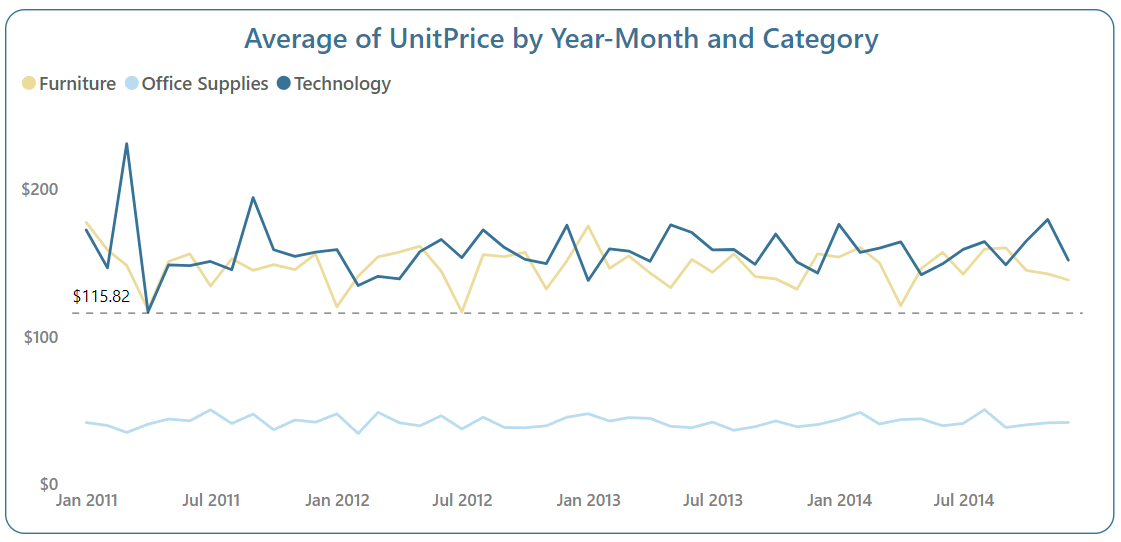 Average of UnitPrice by Year-Month and Category
Furniture Office Supplies Technology
$200
$115.82
$100
$0
Jan 2011 Jul 2011 Jan 2012 Jul 2012 Jan 2013 Jul 2013 Jan 2014 Jul 2014